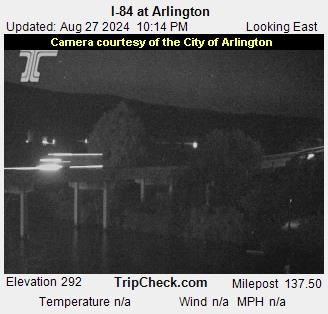 I-84 at Arlington
Updated: Aug 27 2024 10:14 PM Looking East
Camera courtesy of the City of Arlington
Elevation 292 TripCheck.com Milepost 137.50
Temperature n/a Wind n/a MPH n/a